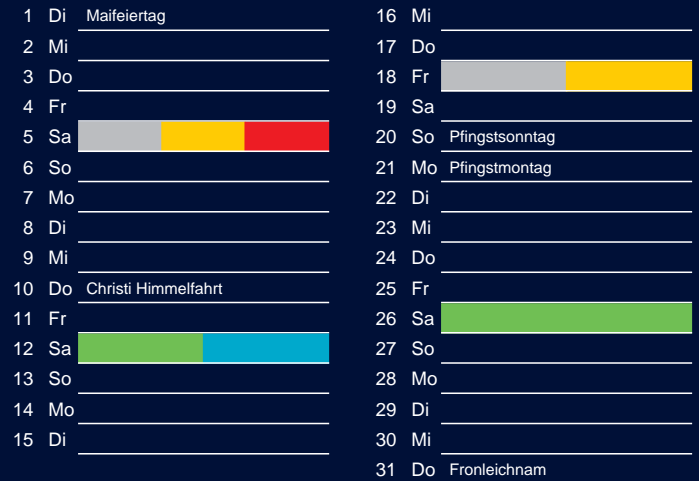 1 Di Maifeiertag
2 Mi
3 Do
4 Fr
5 Sa
6 So
7 Mo
8 Di
9 Mi
10 Do Christi Himmelfahrt
11 Fr
12 Sa
13 So
14 Mo
15 Di
16 Mi
17 Do
18 Fr
19 Sa
20 So Pfingstsonntag
21 Mo Pfingstmontag
22 Di
23 Mi
24 Do
25 Fr
26 Sa
27 So
28 Mo
29 Di
30 Mi
31 Do Fronleichnam